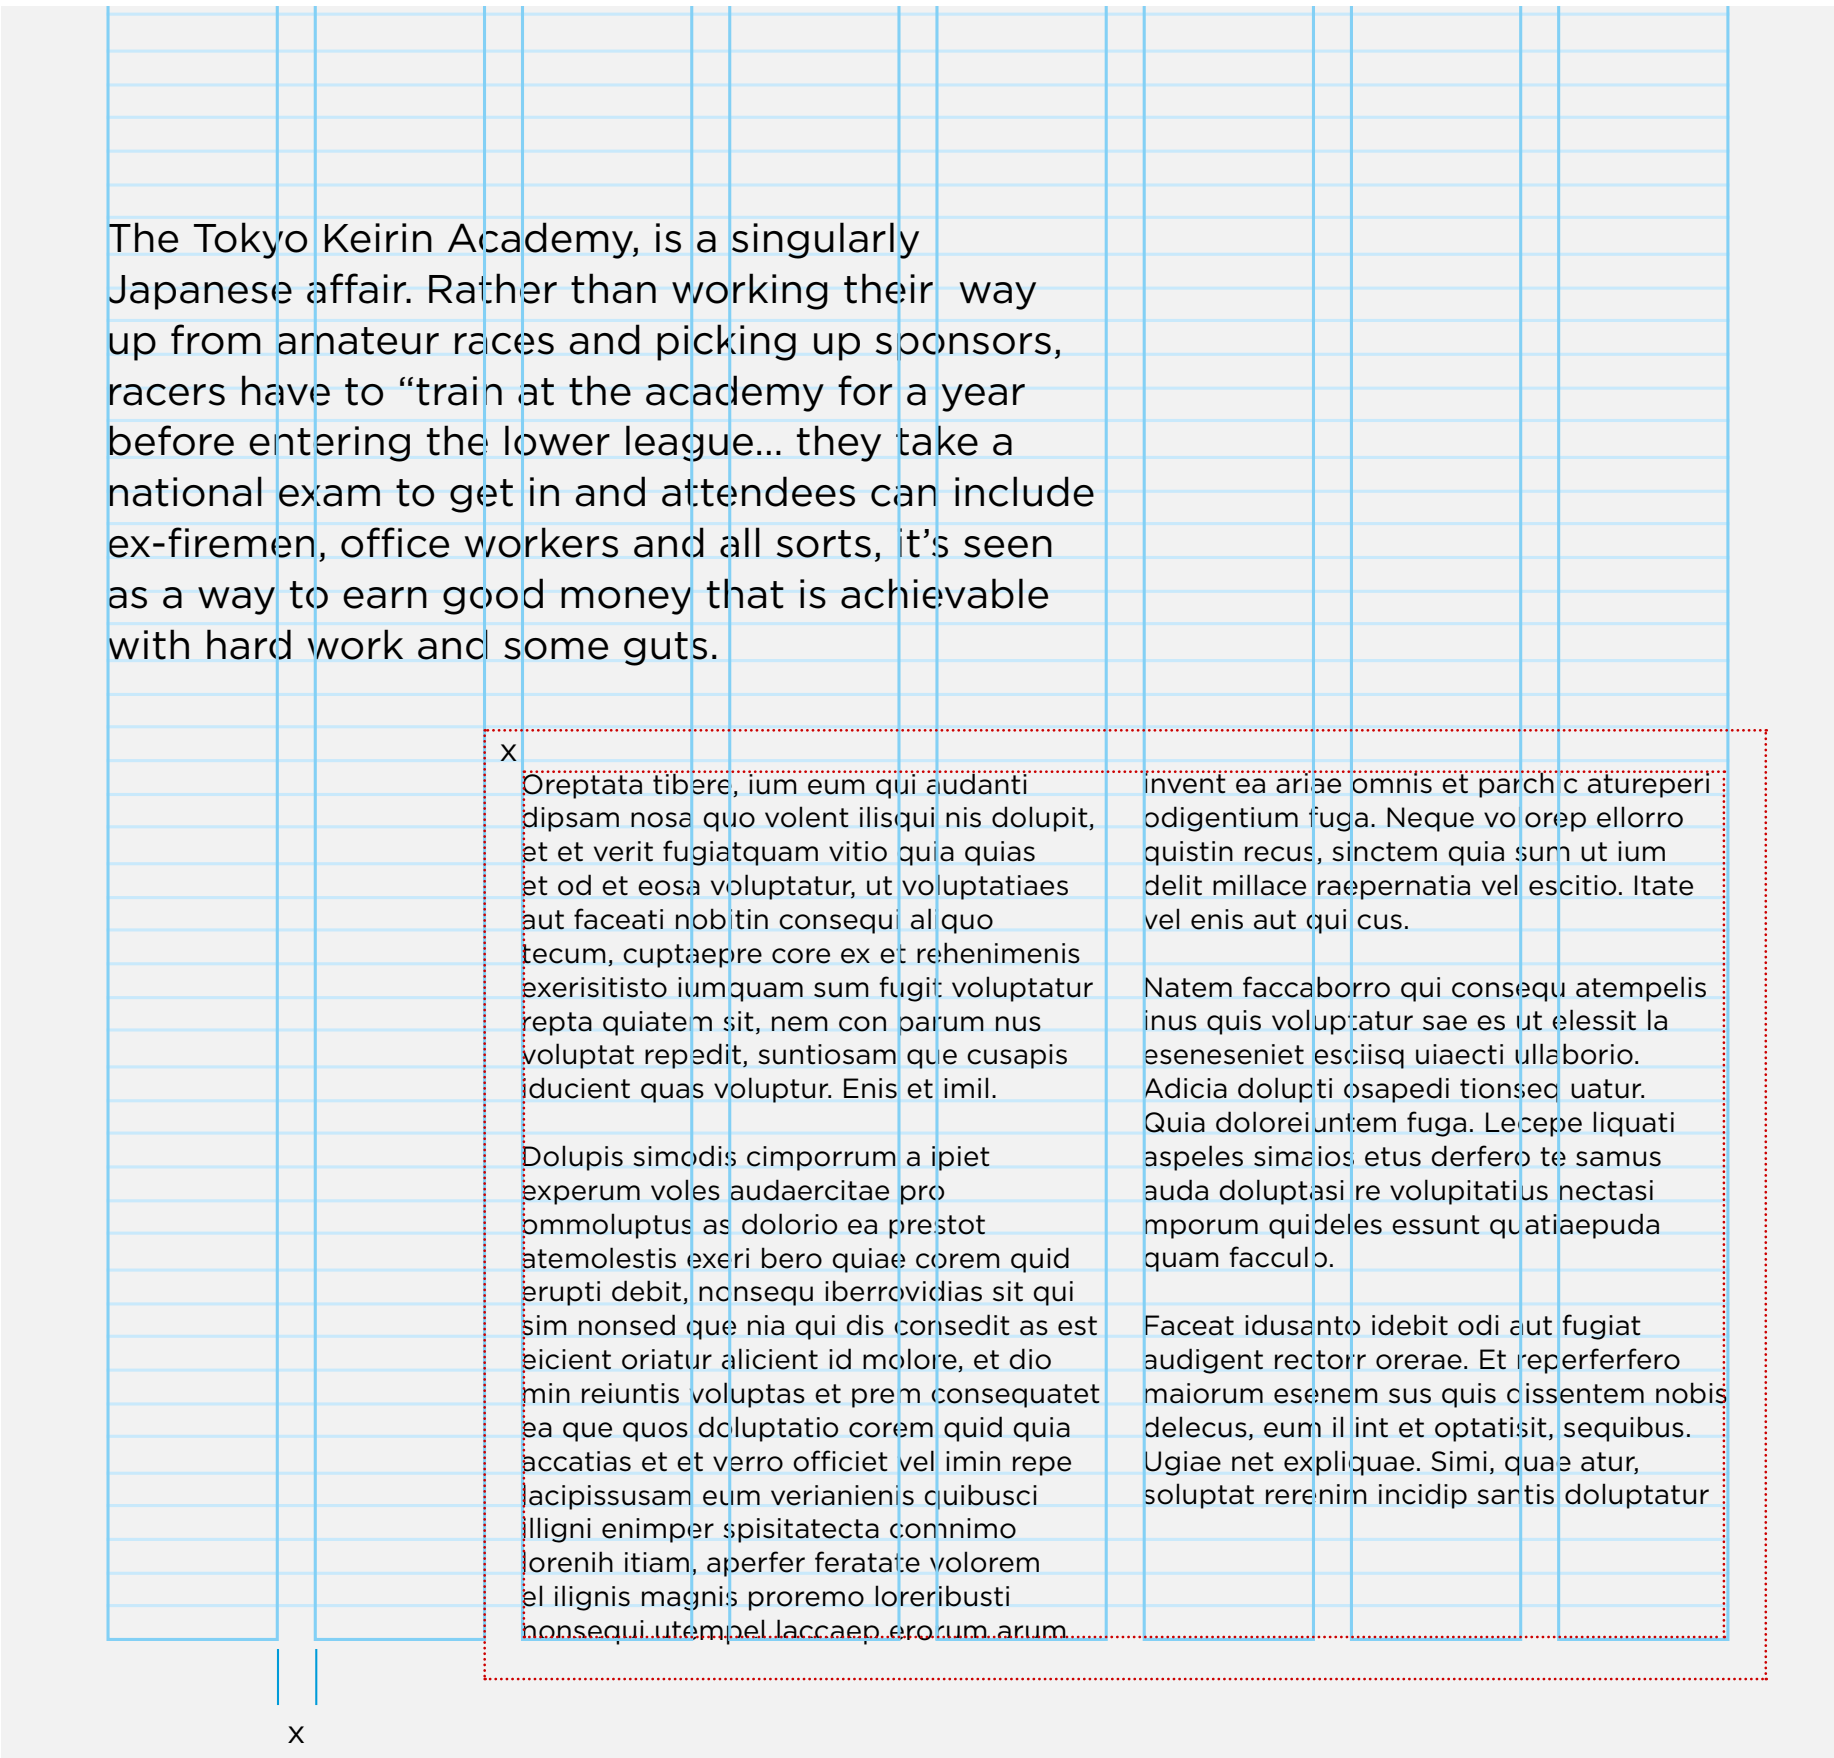 The Tokyo Keirin Academy, is a singularly
Japanese affair. Rather than working their  way
up from amateur races and picking up sponsors,
racers have to “train at the academy for a year
before entering the lower league... they take a
national exam to get in and attendees can include
ex-firemen, office workers and all sorts, it’s seen
as a way to earn good money that is achievable
with hard work and some guts.
x
Oreptata tibere, ium eum qui audanti
dipsam nosa quo volent ilisqui nis dolupit,
et et verit fugiatquam vitio quia quias
et od et eosa voluptatur, ut voluptatiaes
aut faceati nobitin consequi aliquo
tecum, cuptaepre core ex et rehenimenis
exerisitisto iumquam sum fugit voluptatur
repta quiatem sit, nem con parum nus
voluptat repedit, suntiosam que cusapis
iducient quas voluptur. Enis et imil.
Dolupis simodis cimporrum a ipiet
experum voles audaercitae pro
ommoluptus as dolorio ea prestot
atemolestis exeri bero quiae corem quid
erupti debit, nonsequ iberrovidias sit qui
sim nonsed que nia qui dis consedit as est
eicient oriatur alicient id molore, et dio
min reiuntis voluptas et prem consequatet
ea que quos doluptatio corem quid quia
accatias et et verro officiet vel imin repe
lacipissusam eum verianienis quibusci
illigni enimper spisitatecta comnimo
lorenih itiam, aperfer feratate volorem
el ilignis magnis proremo loreribusti
nonsequi utempel laccaep erorum arum
invent ea ariae omnis et parchic atureperi
odigentium fuga. Neque volorep ellorro
quistin recus, sinctem quia sum ut ium
delit millace raepernatia vel escitio. Itate
vel enis aut qui cus.
Natem faccaborro qui consequ atempelis
inus quis voluptatur sae es ut elessit la
eseneseniet esciisq uiaecti ullaborio.
Adicia dolupti osapedi tionseq uatur.
Quia doloreiuntem fuga. Lecepe liquati
aspeles simaios etus derfero te samus
auda doluptasi re volupitatius nectasi
mporum quideles essunt quatiaepuda
quam facculp.
Faceat idusanto idebit odi aut fugiat
audigent rectorr orerae. Et reperferfero
maiorum esenem sus quis dissentem nobis
delecus, eum il int et optatisit, sequibus.
Ugiae net expliquae. Simi, quae atur,
soluptat rerenim incidip santis doluptatur
x